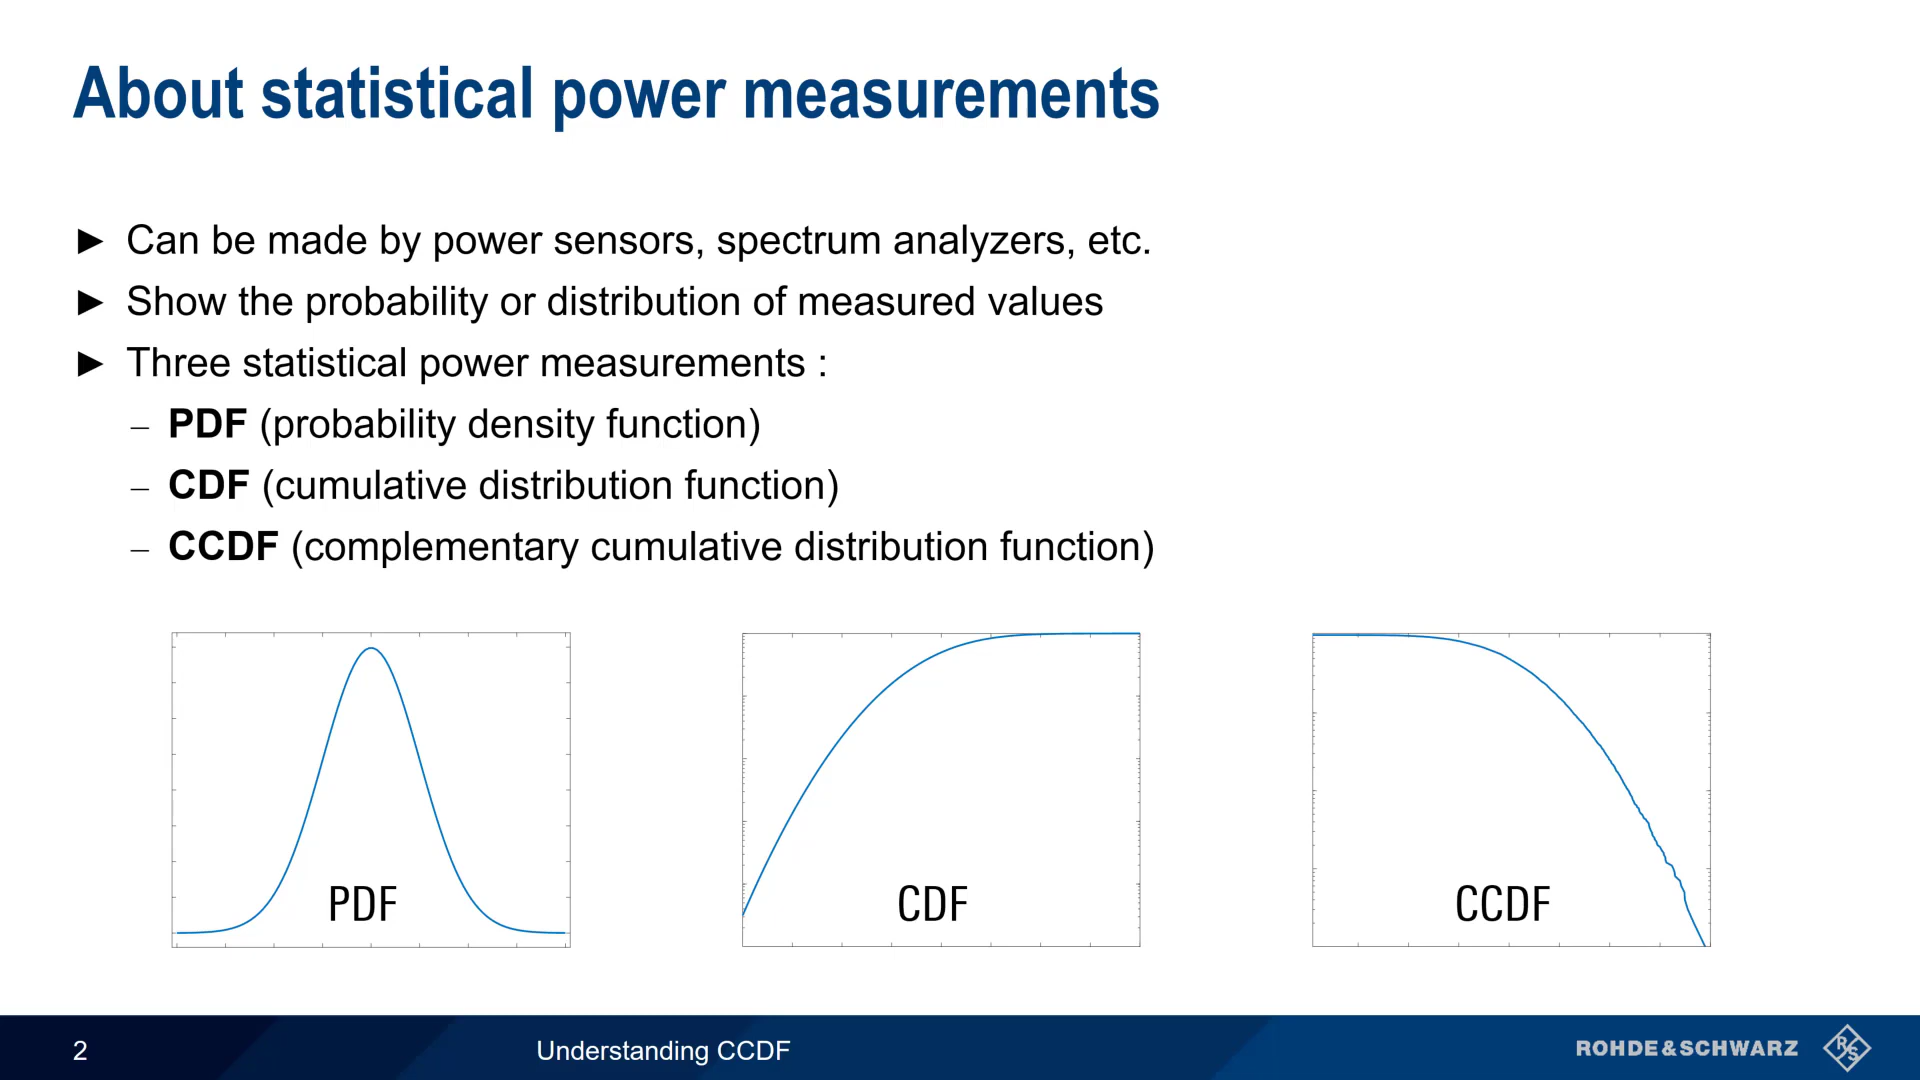 About statistical power measurements
► Can be made by power sensors, spectrum analyzers, etc.
► Show the probability or distribution of measured values
► Three statistical power measurements :
– PDF (probability density function)
– CDF (cumulative distribution function)
– CCDF (complementary cumulative distribution function)
PDF
CDF
CCDF
2
Understanding CCDF
ROHDE&SCHWARZ
R&S